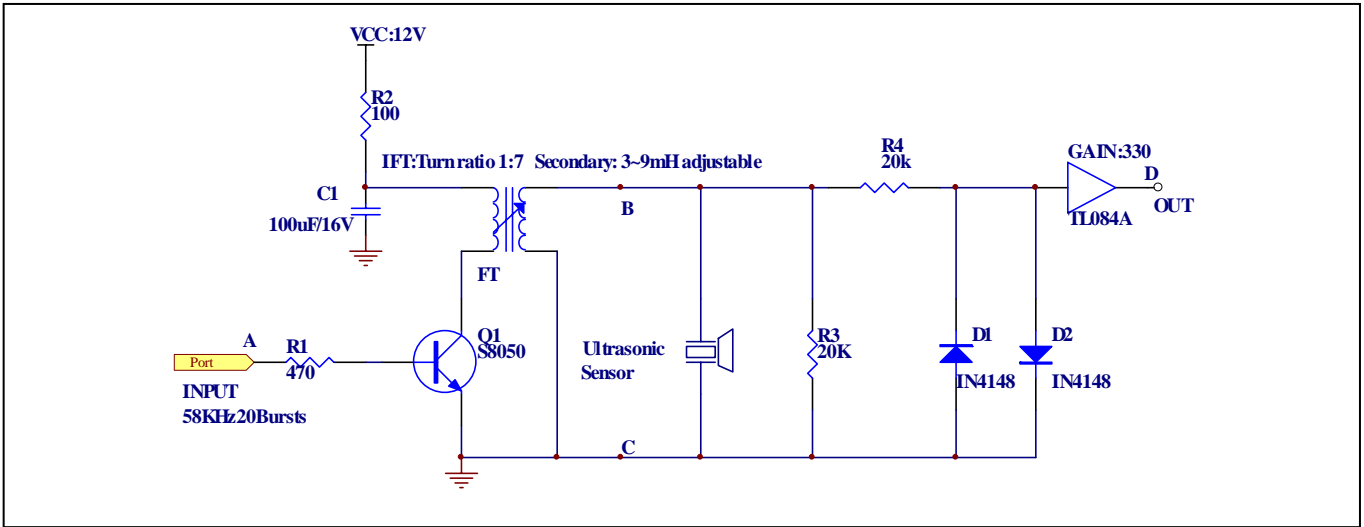 VCC:12V
R2
100
IFT:Turn ratio 1:7 Secondary: 3~9mH adjustable
C1
100uF/16V
FT
B
R4
20k
GAIN:330
D
OUT
TL084A
A
Port
R1
470
INPUT
58KHz20Bursts
Q1
S8050
Ultrasonic
Sensor
R3
20K
D1
IN4148
D2
IN4148
C